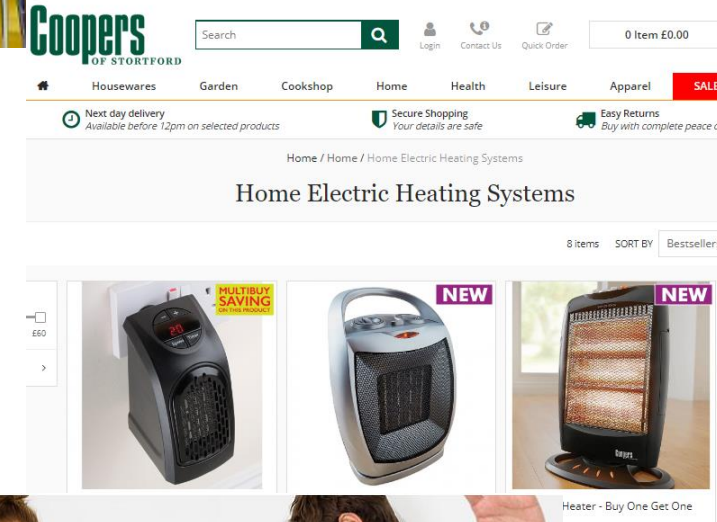 Coopers
OF STORTFORD
Search
Login
Contact Us
Quick Order
0 Item £0.00
Housewares
Garden
Cookshop
Home
Health
Leisure
Apparel
SALE
Next day delivery
Available before 12pm on selected products
Secure Shopping
Your details are safe
Easy Returns
Buy with complete peace o
Home / Home / Home Electric Heating Systems
Home Electric Heating Systems
8 items SORT BY Bestseller
£60
MULTIBUY
SAVING
ON THIS PRODUCT
20
NEW
NEW
Coopers
Heater - Buy One Get One